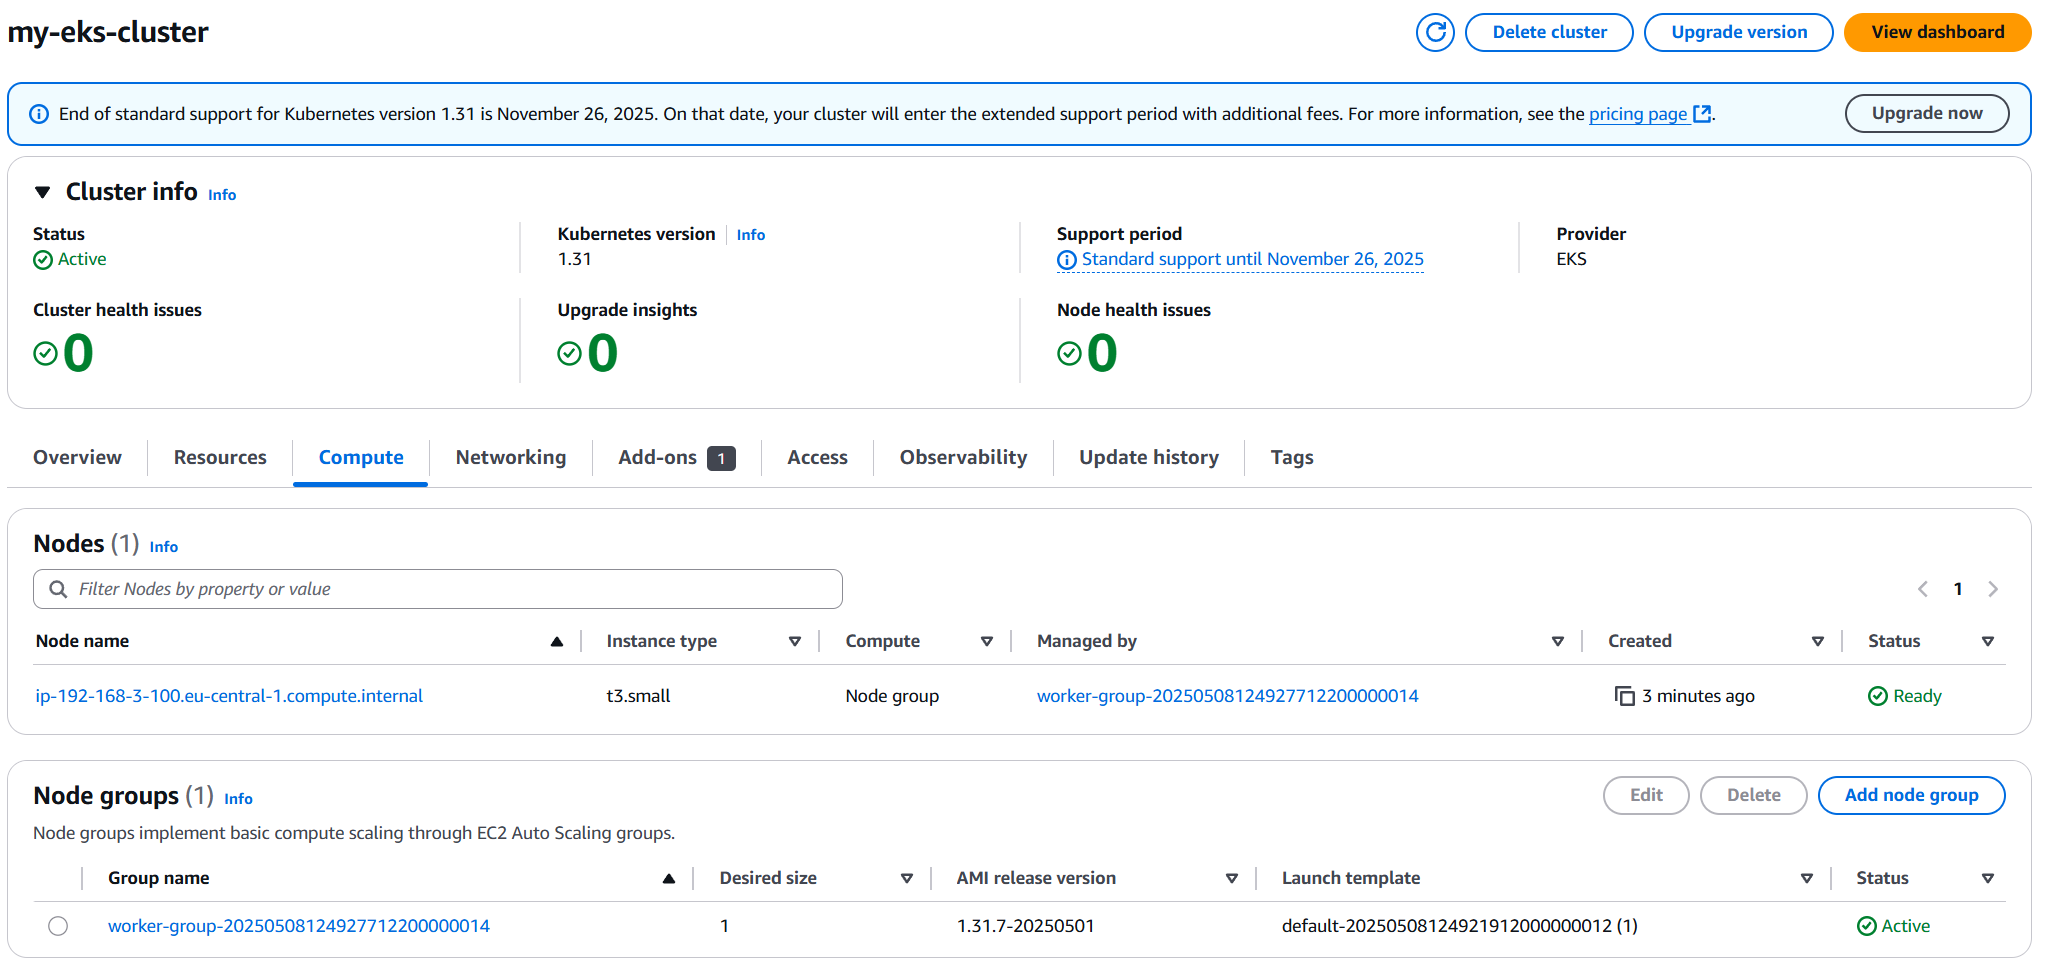 my-eks-cluster
Delete cluster
Upgrade version
View dashboard
End of standard support for Kubernetes version 1.31 is November 26, 2025. On that date, your cluster will enter the extended support period with additional fees. For more information, see the pricing page.
Upgrade now
Cluster info Info
Status
Active
Kubernetes version Info
1.31
Support period
Standard support until November 26, 2025
Provider
EKS
Cluster health issues
0
Upgrade insights
0
Node health issues
0
Overview Resources Compute Networking Add-ons 1 Access Observability Update history Tags
Nodes (1) Info
Filter Nodes by property or value
1
Node name Instance type Compute Managed by Created Status
ip-192-168-3-100.eu-central-1.compute.internal t3.small Node group worker-group-20250508124927712200000014 3 minutes ago Ready
Node groups (1) Info
Edit Delete Add node group
Node groups implement basic compute scaling through EC2 Auto Scaling groups.
Group name Desired size AMI release version Launch template Status
worker-group-20250508124927712200000014 1 1.31.7-20250501 default-20250508124921912000000012 (1) Active